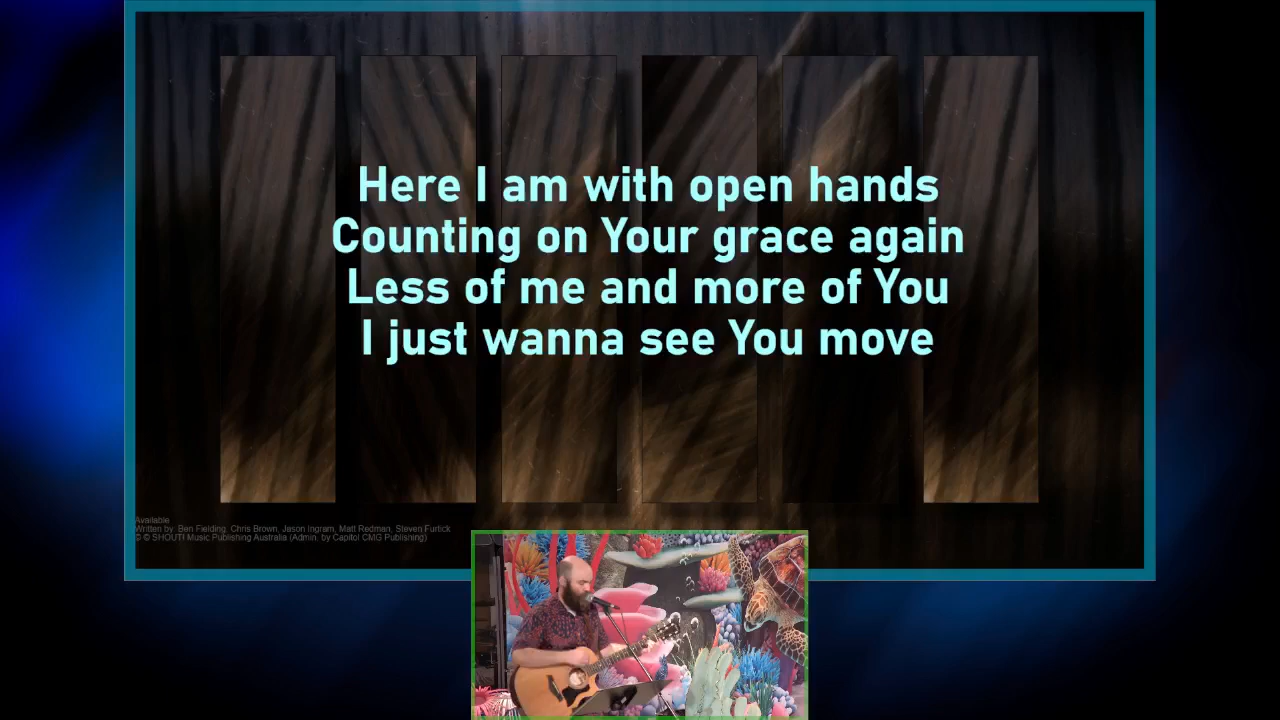 Here I am with open hands
Counting on Your grace again
Less of me and more of You
I just wanna see You move
Available
Written by: Ben Fielding, Chris Brown, Jason Ingram, Matt Redman, Steven Furtick
© © SHOUT! Music Publishing Australia (Admin. by Capitol CMG Publishing)